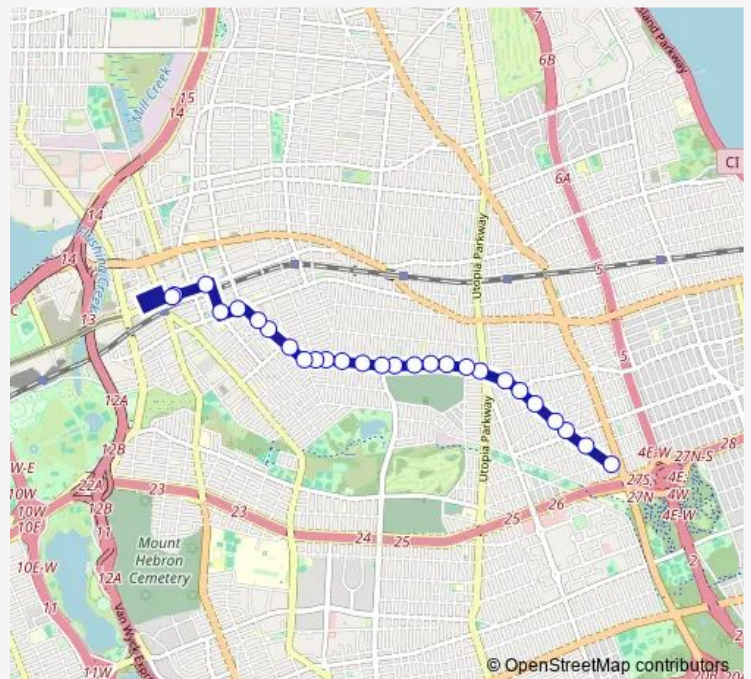 Island Parkway
7
6B
Mill Creek
15
14
CI
6A
14
Utopia Parkway
Flushing Creek
14
5
C
13
5
12A
12B
W-E
10W
10W
10E
22A
12B
11
23
23
24
25
25
26
Utopia Parkway
4E-W
27N-S
28
27S;
27N
4E;
4W
4E-W
Mount
Hebron
Cemetery
12A
10E-W
11
2
Van Wyck Expr
11W
20B
© OpenStreetMap contributors